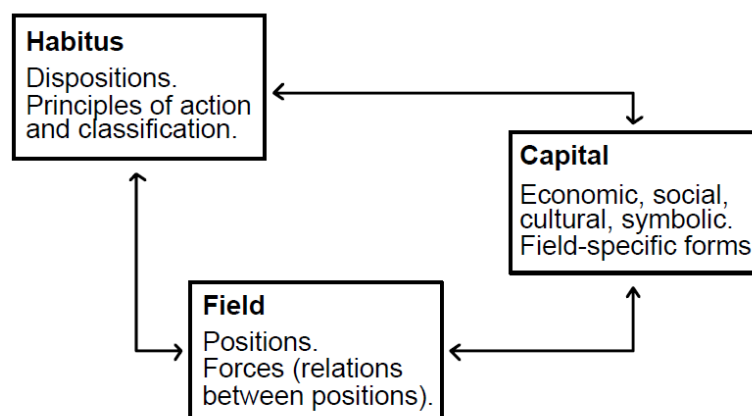 Habitus
Dispositions.
Principles of action
and classification.
Capital
Economic, social,
cultural, symbolic.
Field-specific forms
Field
Positions.
Forces (relations
between positions).